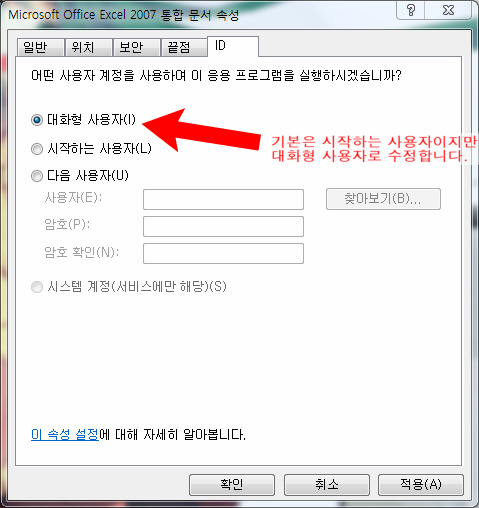 Microsoft Office Excel 2007 통합 문서 속성
일반 위치 보안 끝점 ID
어떤 사용자 계정을 사용하여 이 응용 프로그램을 실행하시겠습니까?
대화형 사용자(I)
기본은 시작하는 사용자이지만
대화형 사용자로 수정합니다.
시작하는 사용자(L)
다음 사용자(U)
사용자(E):
찾아보기(B)...
암호(P):
암호 확인(N):
시스템 계정(서비스에만 해당)(S)
이 속성 설정에 대해 자세히 알아봅니다.
확인 취소 적용(A)